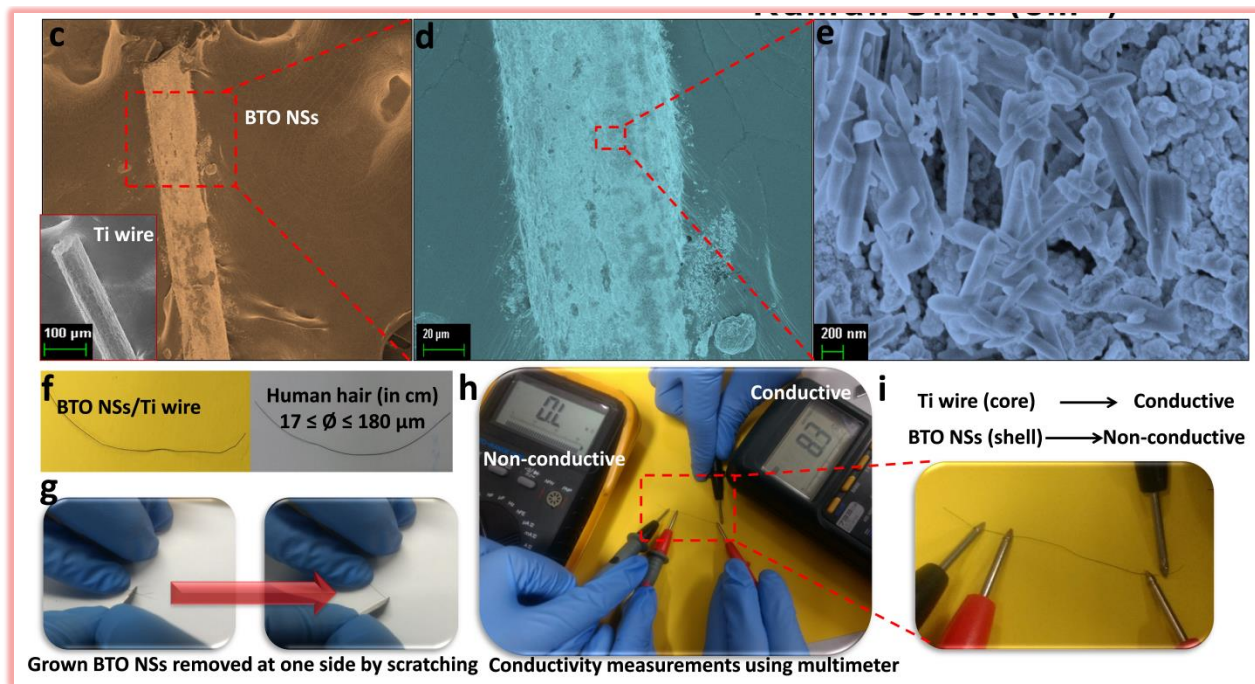 c
BTO NSs
Ti wire
100 µm
d
20 µm
e
200 nm
f
BTO NSs/Ti wire
Human hair (in cm)
17 ≤ Ø ≤ 180 µm
g
Grown BTO NSs removed at one side by scratching
h
Conductive
Non-conductive
0L
Conductivity measurements using multimeter
i
Ti wire (core) ⟶ Conductive
BTO NSs (shell) ⟶Non-conductive